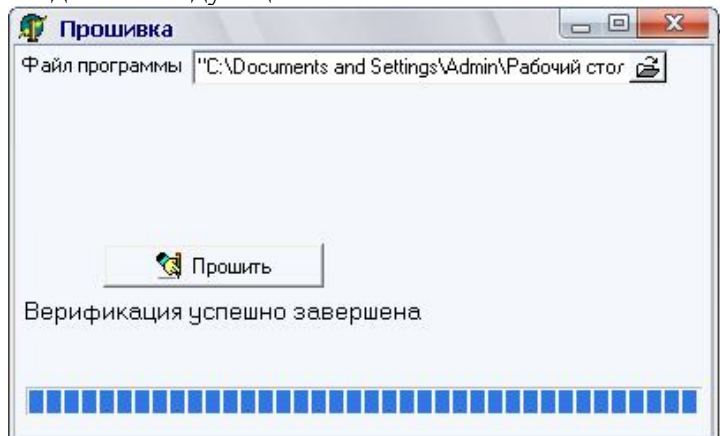 Прошивка
Файл программы "C:\Documents and Settings\Admin\Рабочий стол
Прошить
Верификация успешно завершена